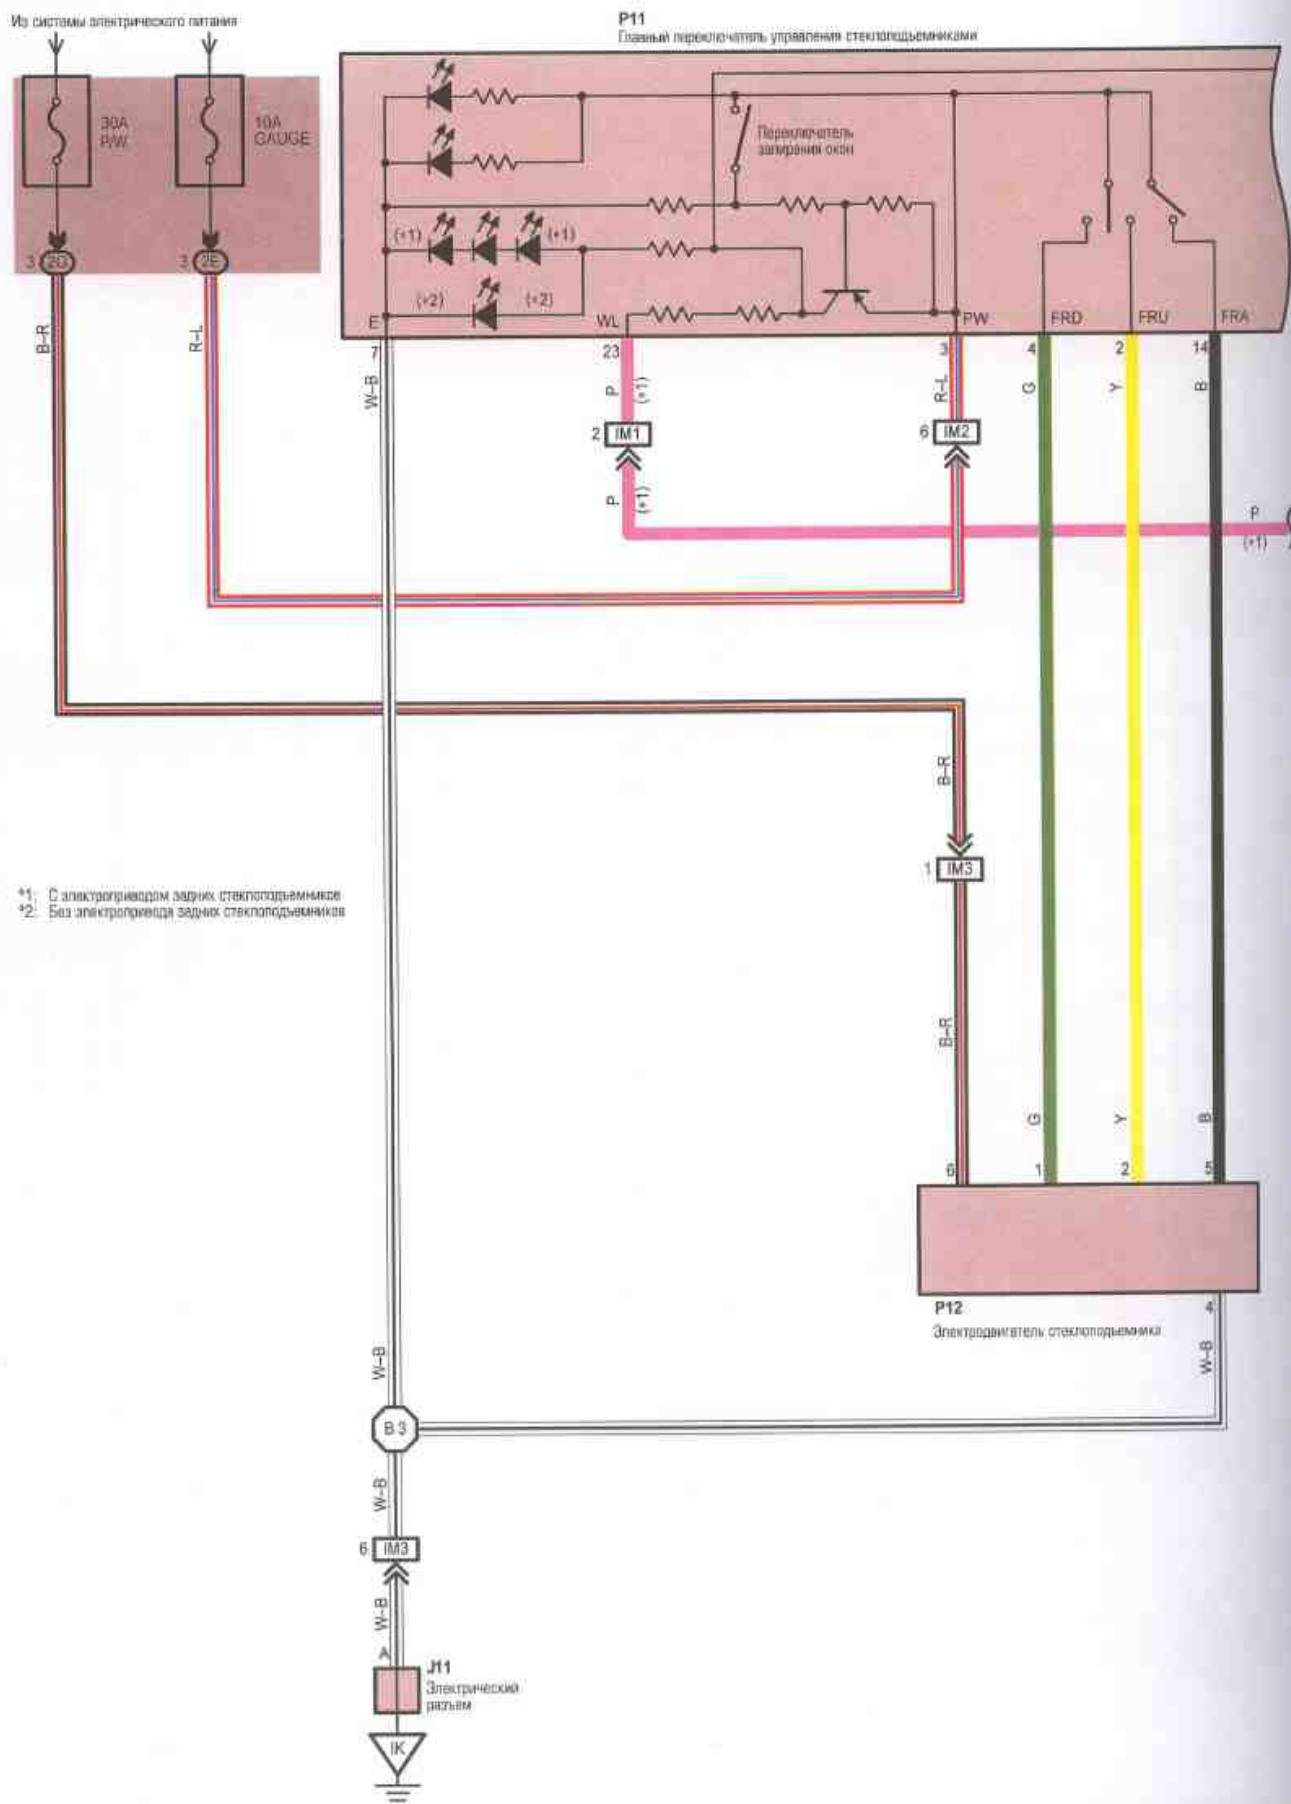 Из системы электрического питания
P11
Главный переключатель управления стеклоподъемниками
30A
P/W
10A
GAUGE
Переключатель
запирания окон
3 2G
3 2E
(*1)
(*1)
(*2)
(*2)
E
WL
PW
FRD
FRU
FRA
7
23
3
4
2
14
B–R
R–L
W–B
P
(*1)
R–L
G
Y
B
2 IM1
6 IM2
P
(*1)
P
(*1)
B–R
1 IM3
*1: С электроприводом задних стеклоподъемников
*2: Без электропривода задних стеклоподъемников
B–R
G
Y
B
6
1
2
5
P12
Электродвигатель стеклоподъемника
4
W–B
W–B
B 3
W–B
6 IM3
W–B
A
J11
Электрический
разъем
IK